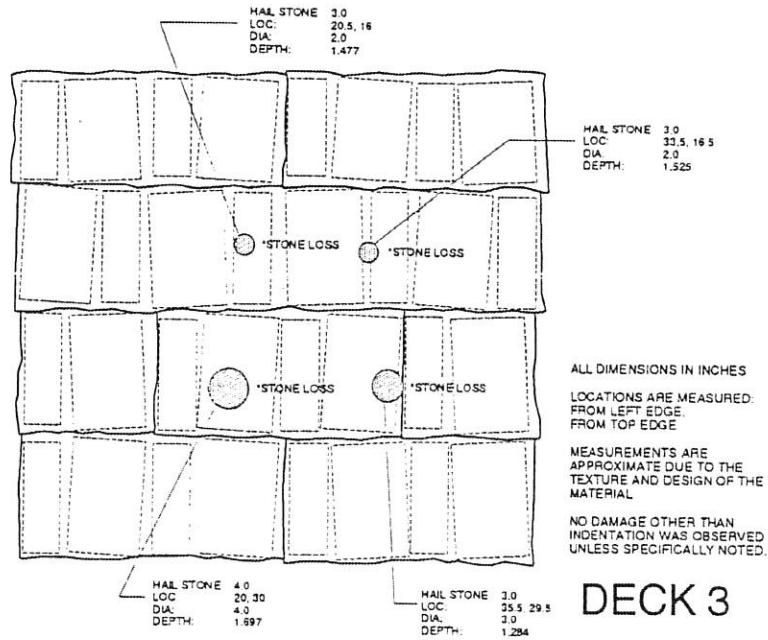 HAIL STONE 3.0
LOC: 20.5, 16
DIA: 2.0
DEPTH: 1.477
HAIL STONE 3.0
LOC: 33.5, 16.5
DIA: 2.0
DEPTH: 1.525
*STONE LOSS
*STONE LOSS
*STONE LOSS
*STONE LOSS
ALL DIMENSIONS IN INCHES
LOCATIONS ARE MEASURED:
FROM LEFT EDGE,
FROM TOP EDGE
MEASUREMENTS ARE
APPROXIMATE DUE TO THE
TEXTURE AND DESIGN OF THE
MATERIAL
NO DAMAGE OTHER THAN
INDENTATION WAS OBSERVED
UNLESS SPECIFICALLY NOTED.
HAIL STONE 4.0
LOC: 20, 30
DIA: 4.0
DEPTH: 1.697
HAIL STONE 3.0
LOC. 35.5, 29.5
DIA: 3.0
DEPTH: 1.284
DECK 3